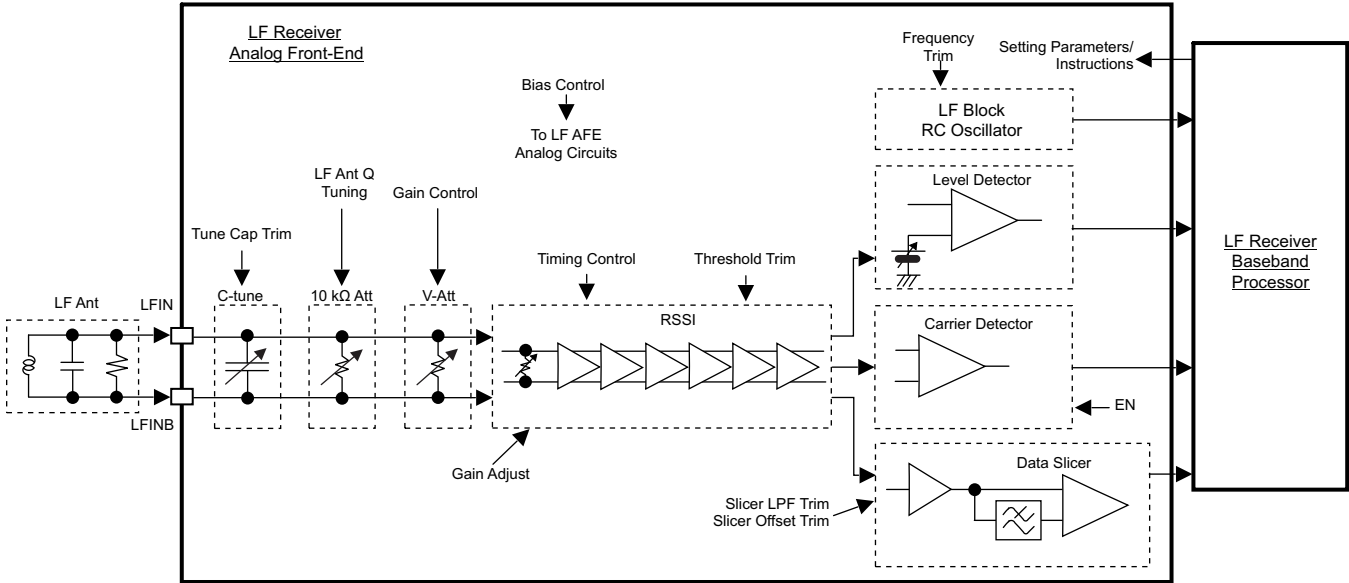 LF Receiver
Analog Front-End
Frequency
Trim
Setting Parameters/
Instructions
Bias Control
To LF AFE
Analog Circuits
LF Block
RC Oscillator
LF Ant Q
Tuning
Gain Control
Level Detector
Tune Cap Trim
Timing Control
Threshold Trim
LF Receiver
Baseband
Processor
LF Ant
LFIN
C-tune
10 kΩ Att
V-Att
RSSI
Carrier Detector
LFINB
EN
Gain Adjust
Data Slicer
Slicer LPF Trim
Slicer Offset Trim